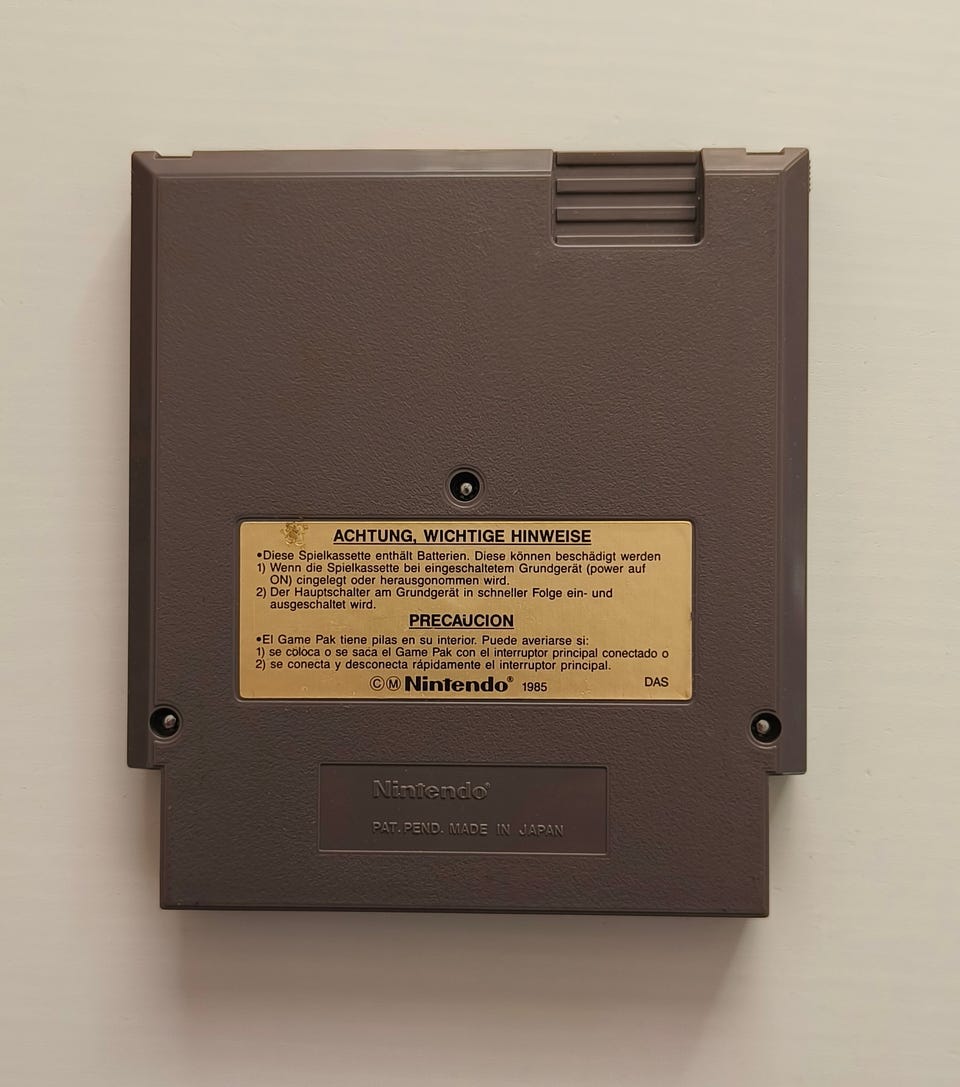 ACHTUNG, WICHTIGE HINWEISE
•Diese Spielkassette enthält Batterien. Diese können beschädigt werden
1) Wenn die Spielkassette bei eingeschaltetem Grundgerät (power auf
ON) cingelegt oder herausgonommen wird.
2) Der Hauptschalter am Grundgerät in schneller Folge ein- und
ausgeschaltet wird.
PRECAUCION
•El Game Pak tiene pilas en su interior. Puede averiarse si:
1) se coloca o se saca el Game Pak con el interruptor principal conectado o
2) se conecta y desconecta rápidamente el interruptor principal.
ⒸⓂ Nintendo® 1985 DAS
Nintendo®
PAT. PEND. MADE IN JAPAN